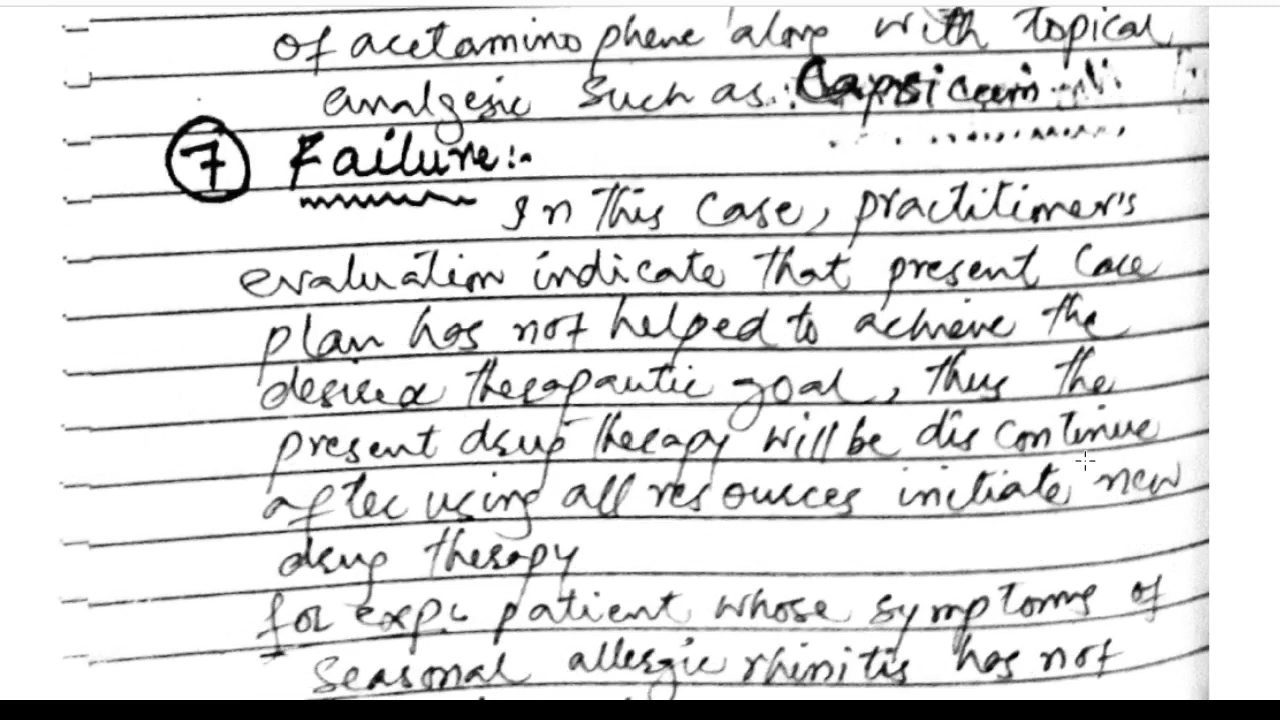 of acetaminophene along with topical
analgesic such as: Capsicum
7 Failure:-
In this case, practitimer's
evaluation indicate that present care
plan has not helped to achieve the
desired therapautic goal, thus the
present drug therapy will be discontinue
after using all resources initiate new
drug therapy
for exp: patient whose symptoms of
seasonal allergic rhinitis has not